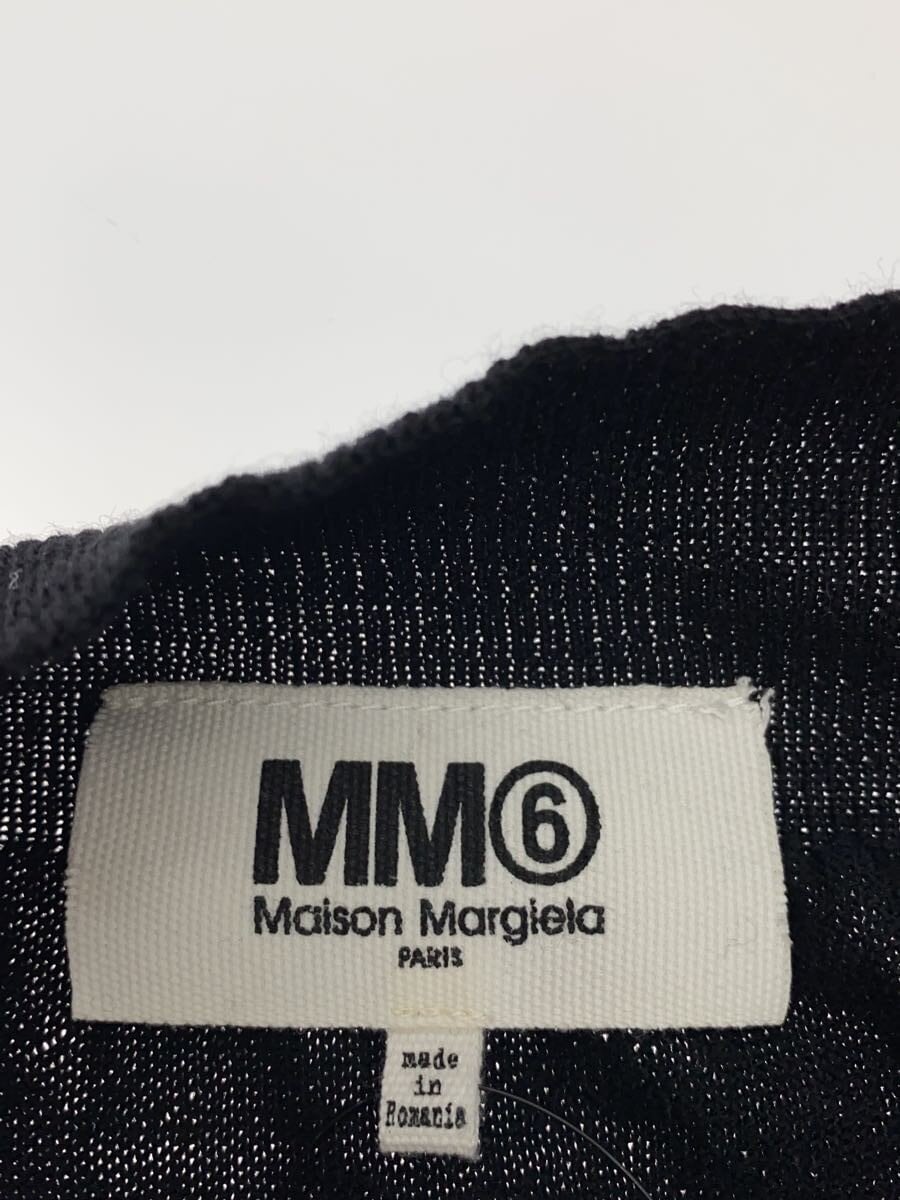 MM⑥
Maison Margiela
PARIS
made
in
Romania